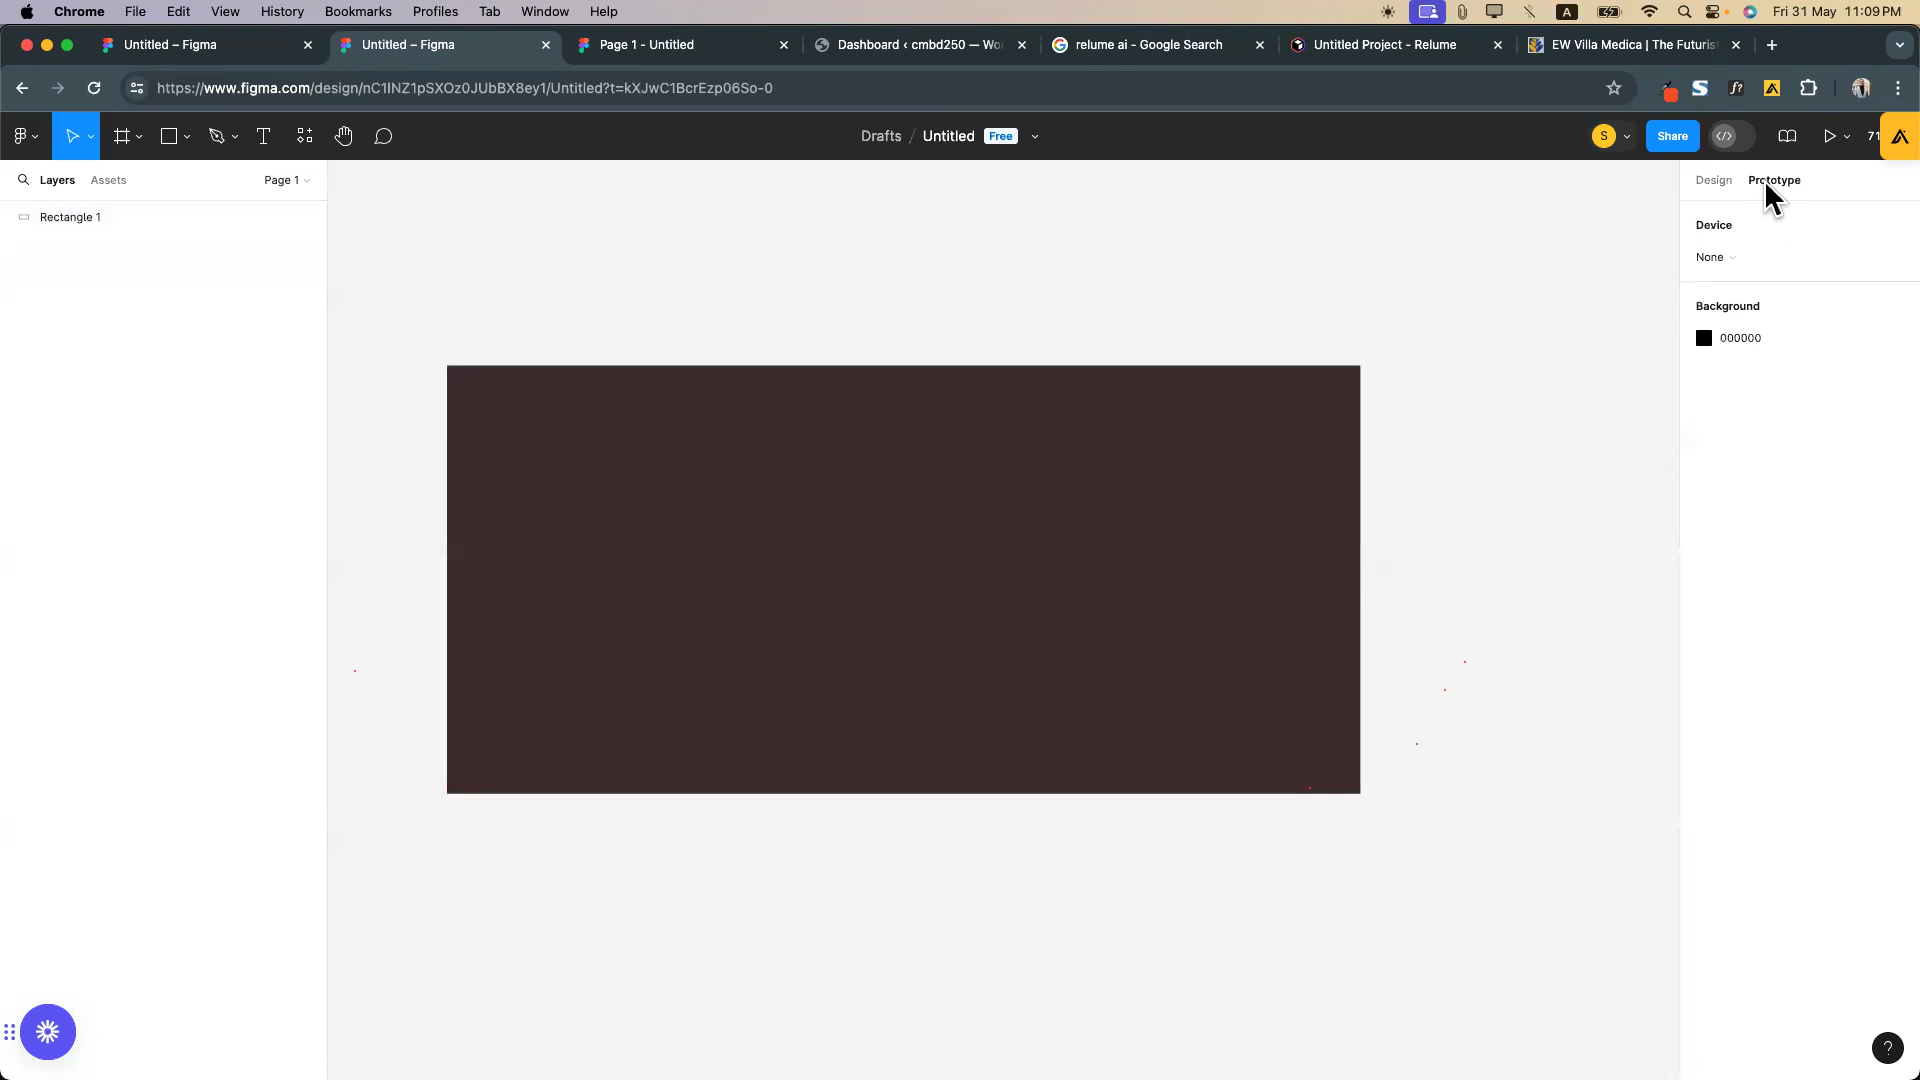 Chrome File Edit View History Bookmarks Profiles Tab Window Help A Fri 31 May 11:09 PM
Untitled – Figma Untitled – Figma Page 1 - Untitled Dashboard ‹ cmbd250 — Wo relume ai - Google Search Untitled Project - Relume EW Villa Medica | The Futuris
https://www.figma.com/design/nC1INZ1pSXOz0JUbBX8ey1/Untitled?t=kXJwC1BcrEzp06So-0 S f?
Drafts / Untitled Free S Share 71
Layers Assets Page 1 Design Prototype
Rectangle 1
Device
None
Background
000000
?